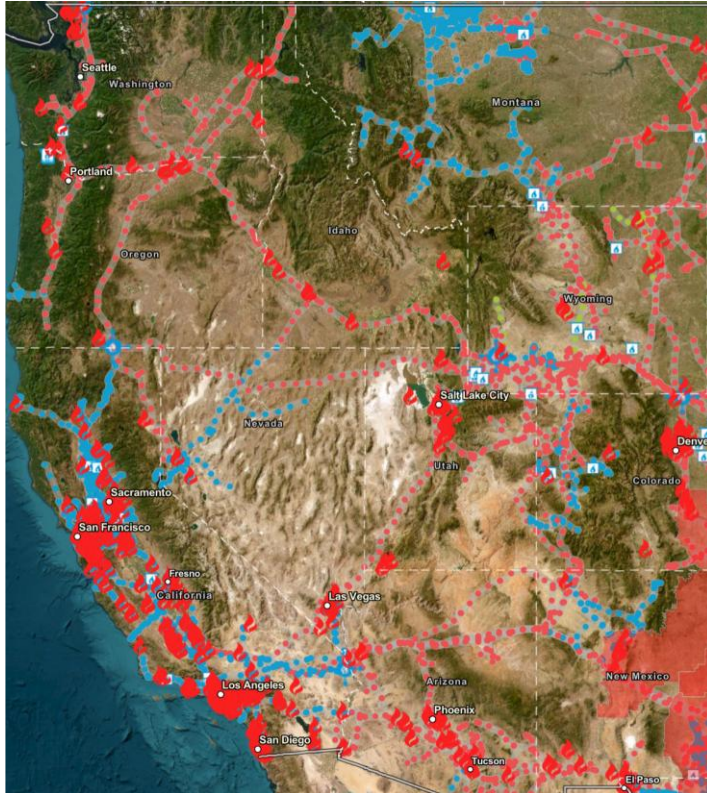 Seattle
Washington
Montana
Portland
Oregon
Idaho
Wyoming
Salt Lake City
Nevada
Utah
Denve
Colorado
Sacramento
San Francisco
Fresno
California
Las Vegas
Los Angeles
Arizona
New Mexico
Phoenix
San Diego
Tucson
El Paso